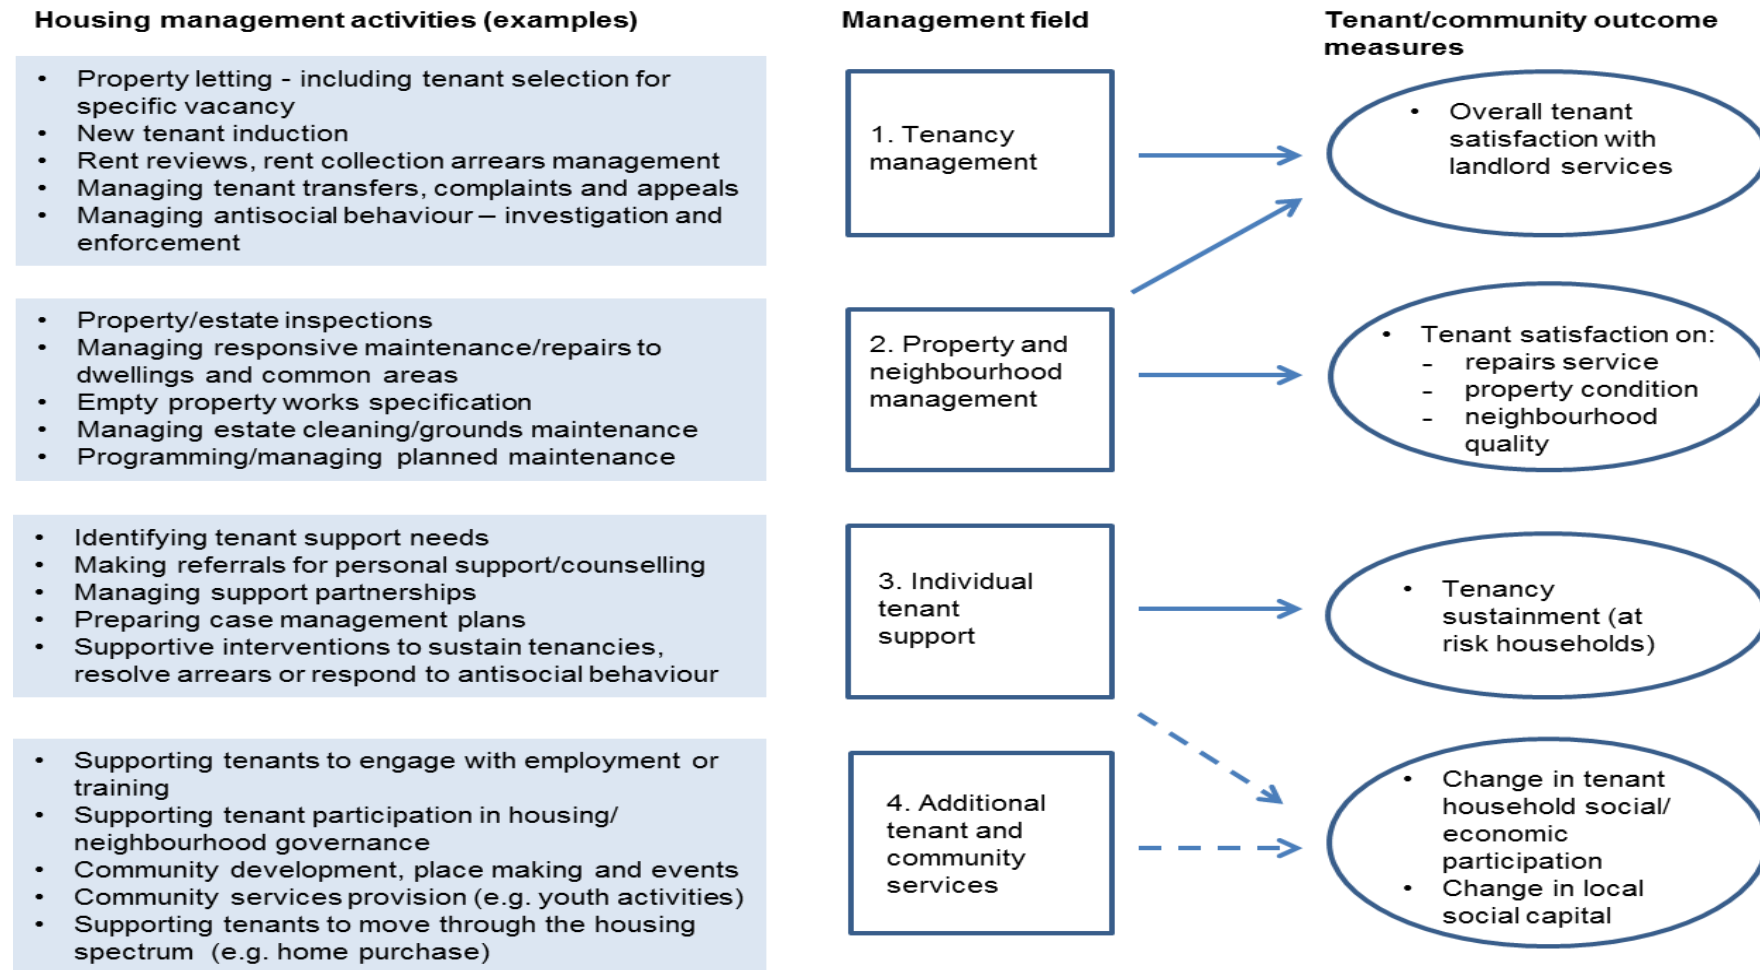 Housing management activities (examples)
Management field
Tenant/community outcome
measures
• Property letting - including tenant selection for
specific vacancy
• New tenant induction
• Rent reviews, rent collection arrears management
• Managing tenant transfers, complaints and appeals
• Managing antisocial behaviour – investigation and
enforcement
1. Tenancy
management
• Overall tenant
satisfaction with
landlord services
• Property/estate inspections
• Managing responsive maintenance/repairs to
dwellings and common areas
• Empty property works specification
• Managing estate cleaning/grounds maintenance
• Programming/managing planned maintenance
2. Property and
neighbourhood
management
• Tenant satisfaction on:
- repairs service
- property condition
- neighbourhood
quality
• Identifying tenant support needs
• Making referrals for personal support/counselling
• Managing support partnerships
• Preparing case management plans
• Supportive interventions to sustain tenancies,
resolve arrears or respond to antisocial behaviour
3. Individual
tenant
support
• Tenancy
sustainment (at
risk households)
• Supporting tenants to engage with employment or
training
• Supporting tenant participation in housing/
neighbourhood governance
• Community development, place making and events
• Community services provision (e.g. youth activities)
• Supporting tenants to move through the housing
spectrum (e.g. home purchase)
4. Additional
tenant and
community
services
• Change in tenant
household social/
economic
participation
• Change in local
social capital